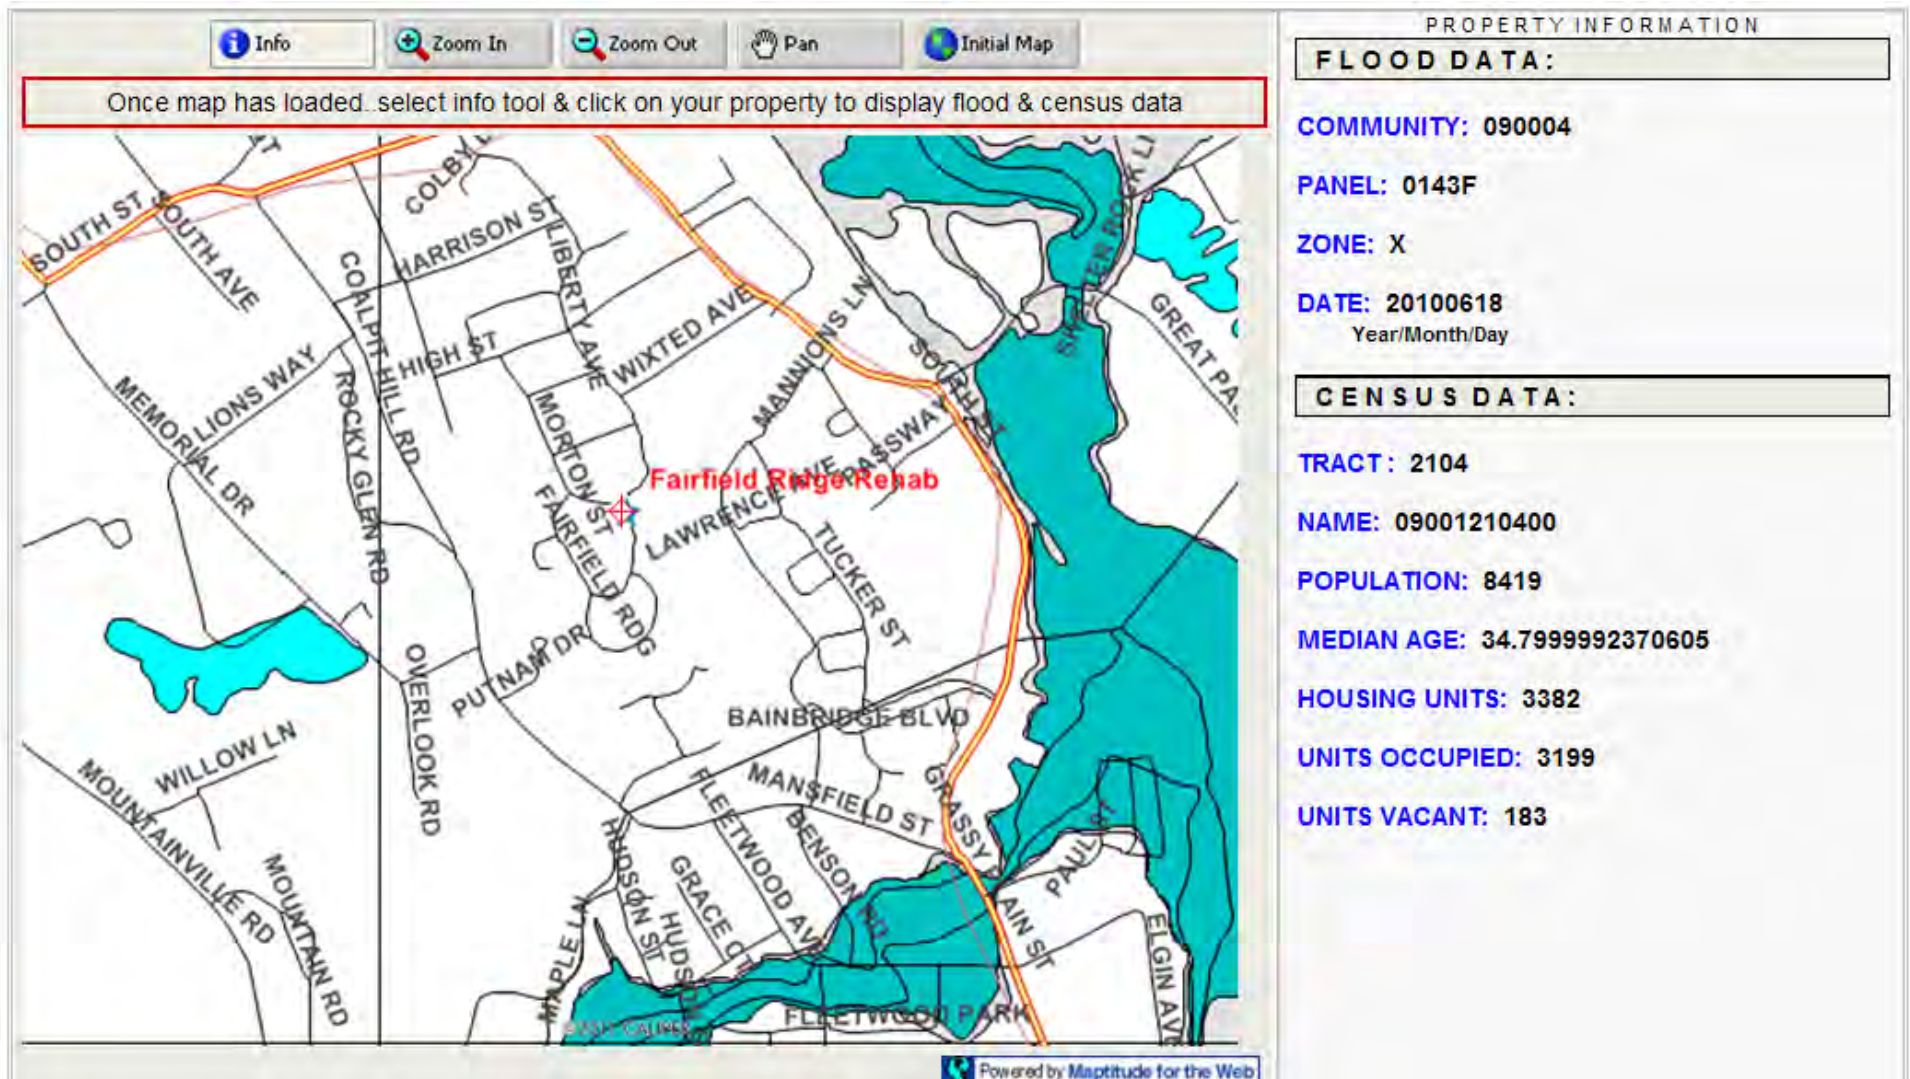 Info
Zoom In
Zoom Out
Pan
Initial Map
Once map has loaded..select info tool & click on your property to display flood & census data
SOUTH ST
SOUTH AVE
COLBY
HARRISON ST
LIBERTY AVE
COALPIT HILL RD
HIGH ST
WIXTED AVE
MANNIONS LN
LIONS WAY
MEMORIAL DR
ROCKY GLEN RD
MORTON ST
SOUTH ST
GREAT
Fairfield Ridge Rehab
FAIRFIELD RDG
LAWRENCE AVE
TUCKER ST
PUTNAM DR
OVERLOOK RD
BAINBRIDGE BLVD
WILLOW LN
MANSFIELD ST
MOUNTAINVILLE RD
MOUNTAIN RD
FLEETWOOD AVE
BENSON RD
GRASSY
HUDSON ST
GRACE CT
MAPLE LN
AIN ST
ELGIN AVE
FLEETWOOD PARK
Powered by Maptitude for the Web
PROPERTY INFORMATION
FLOOD DATA:
COMMUNITY: 090004
PANEL: 0143F
ZONE: X
DATE: 20100618
Year/Month/Day
CENSUS DATA:
TRACT : 2104
NAME: 09001210400
POPULATION: 8419
MEDIAN AGE: 34.7999992370605
HOUSING UNITS: 3382
UNITS OCCUPIED: 3199
UNITS VACANT: 183